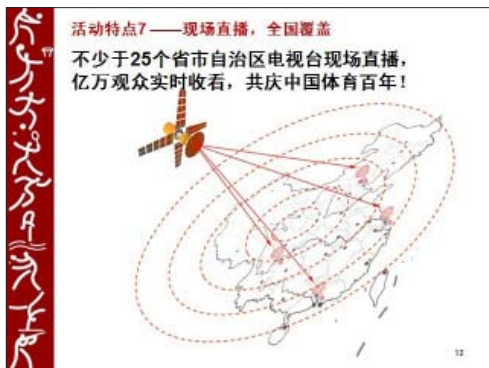 活动特点7——现场直播，全国覆盖
不少于25个省市自治区电视台现场直播，
亿万观众实时收看，共庆中国体育百年！
12